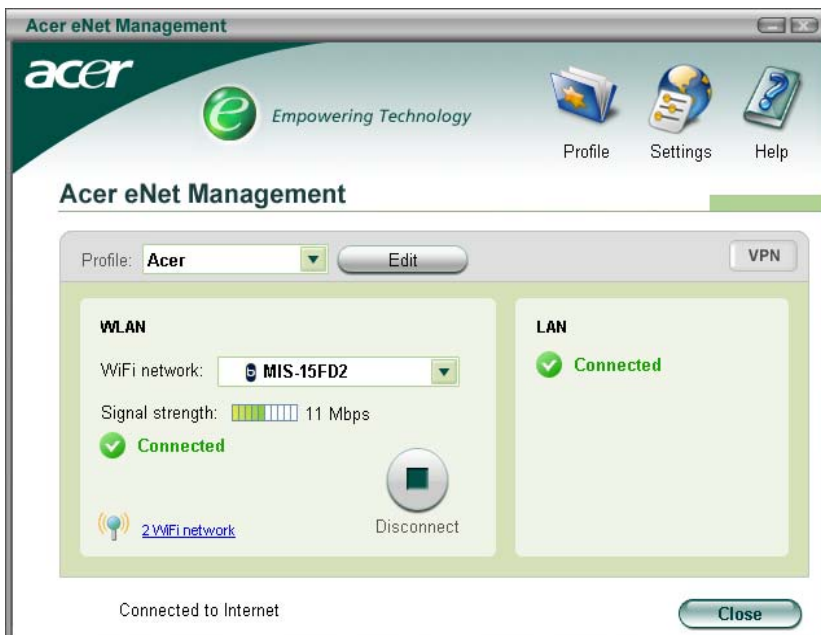 Acer eNet Management
acer
e Empowering Technology
Profile Settings Help
Acer eNet Management
Profile: Acer Edit VPN
WLAN
WiFi network: b MIS-15FD2
Signal strength: 11 Mbps
Connected
2 WiFi network
Disconnect
LAN
Connected
Connected to Internet
Close